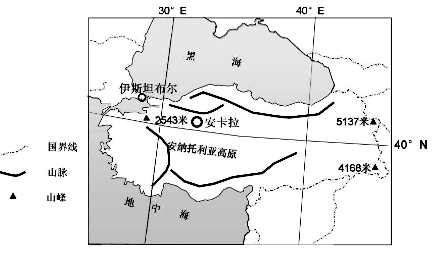 30° E
40° E
黑 海
伊斯坦布尔
2543米
安卡拉
5137米
40° N
安纳托利亚高原
4168米
国界线
山脉
山峰
地 中 海